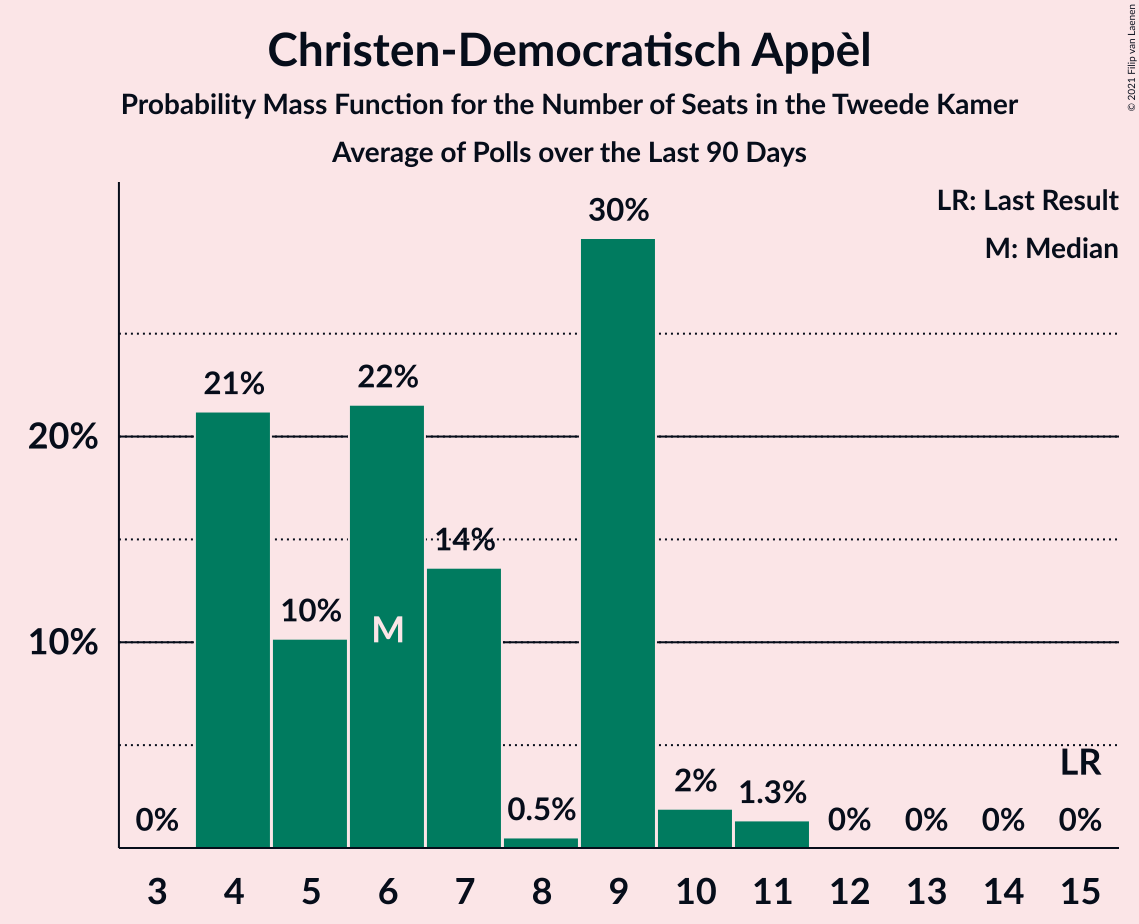 Christen-Democratisch Appèl
Probability Mass Function for the Number of Seats in the Tweede Kamer
Average of Polls over the Last 90 Days
© 2021 Filip van Laenen
LR: Last Result
M: Median
30%
21%
22%
20%
14%
10%
M
10%
LR
0%
0.5%
2%
1.3%
0%
0%
0%
0%
3 4 5 6 7 8 9 10 11 12 13 14 15